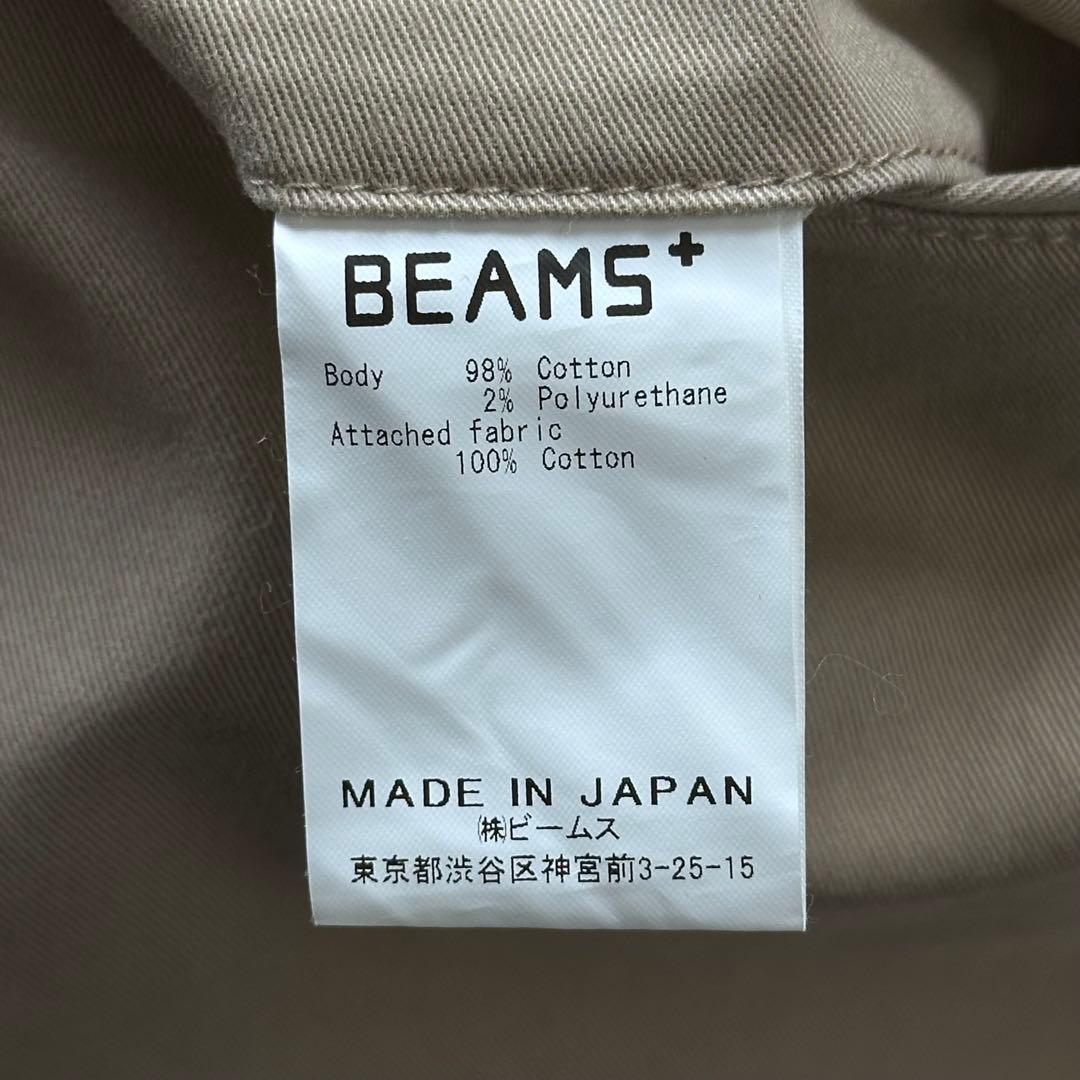 BEAMS+
Body 98% Cotton
2% Polyurethane
Attached fabric
100% Cotton
MADE IN JAPAN
㈱ビームス
東京都渋谷区神宮前3-25-15